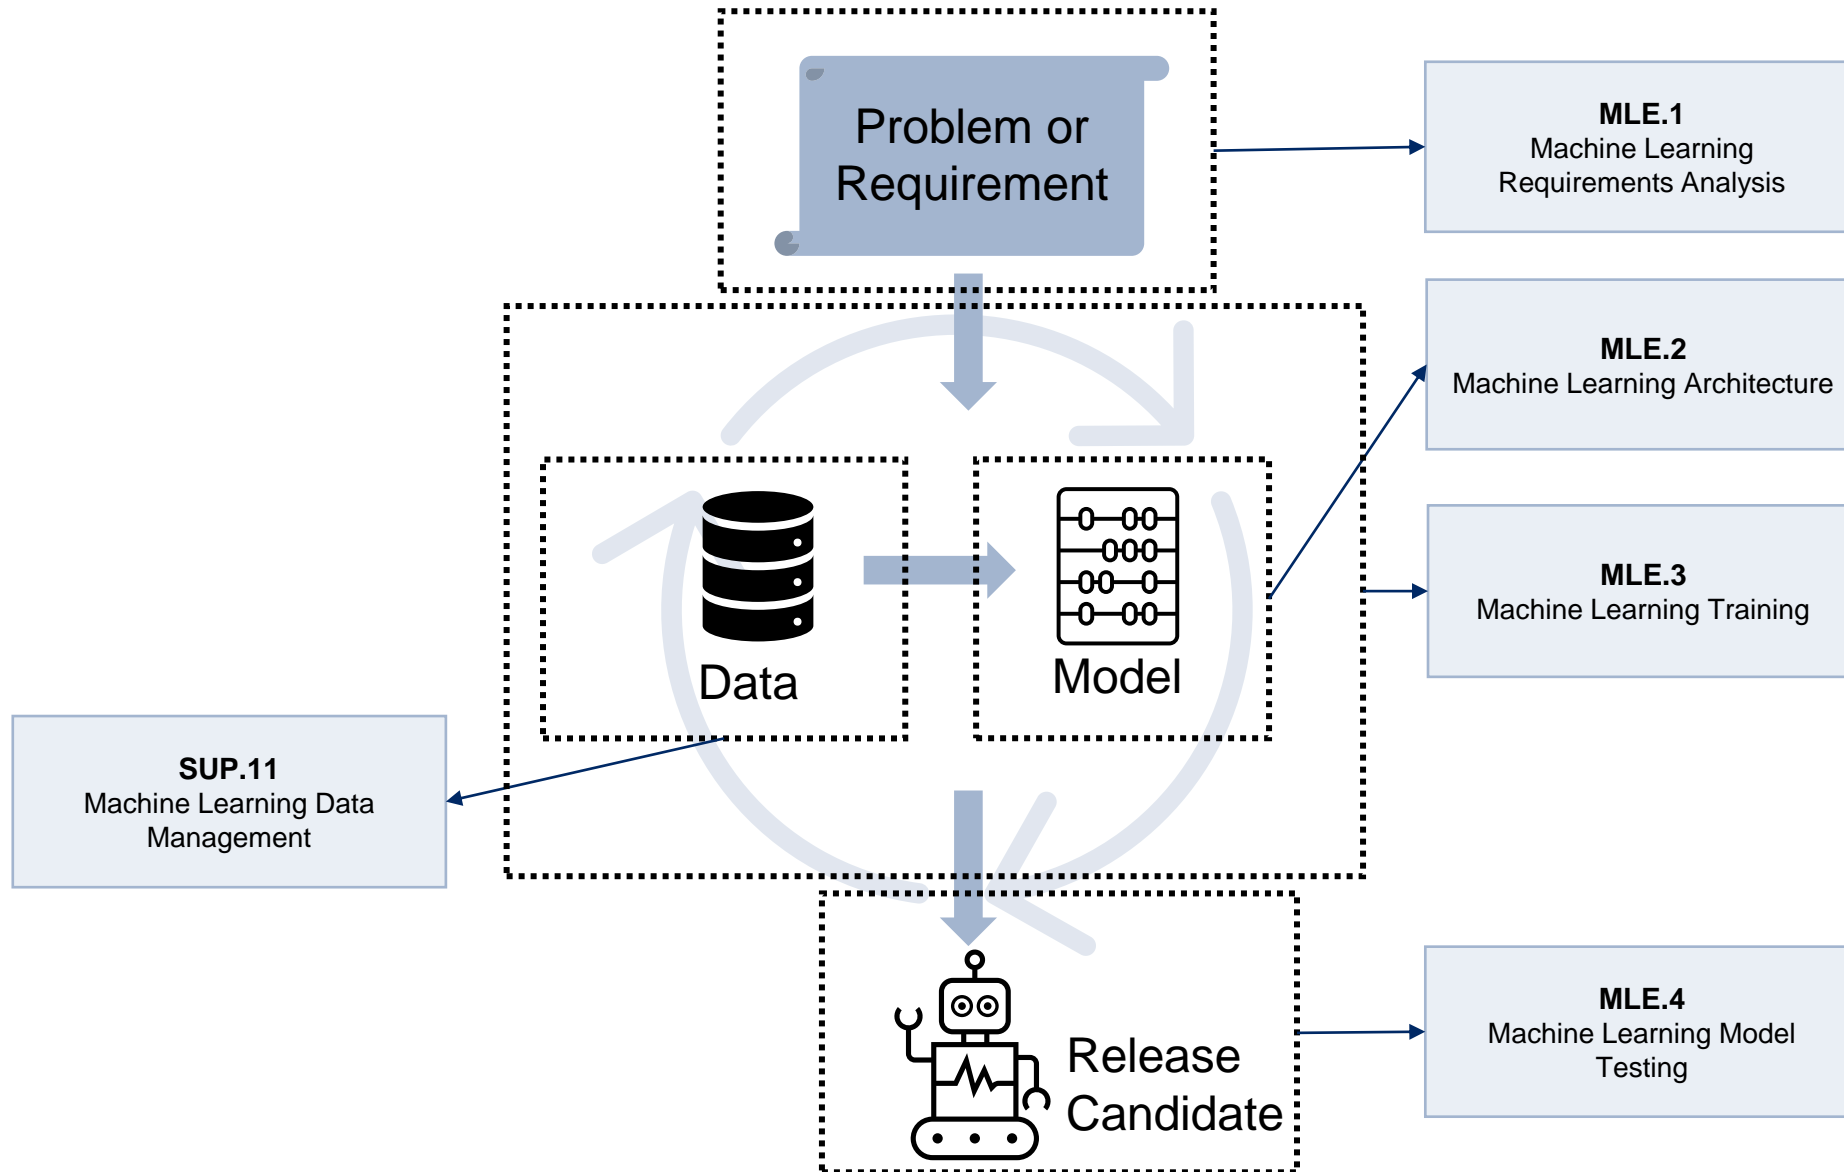 Problem or
Requirement
MLE.1
Machine Learning
Requirements Analysis
MLE.2
Machine Learning Architecture
MLE.3
Machine Learning Training
Data
Model
SUP.11
Machine Learning Data
Management
Release
Candidate
MLE.4
Machine Learning Model
Testing